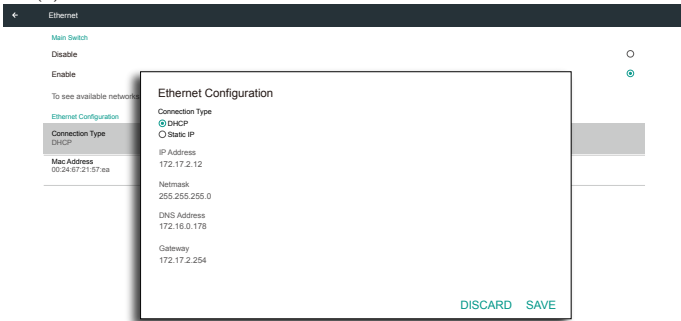 Ethernet
Main Switch
Disable
Enable
To see available networks
Ethernet Configuration
Connection Type
DHCP
Mac Address
00:24:67:21:57:ea
Ethernet Configuration
Connection Type
DHCP
Static IP
IP Address
172.17.2.12
Netmask
255.255.255.0
DNS Address
172.16.0.178
Gateway
172.17.2.254
DISCARD SAVE